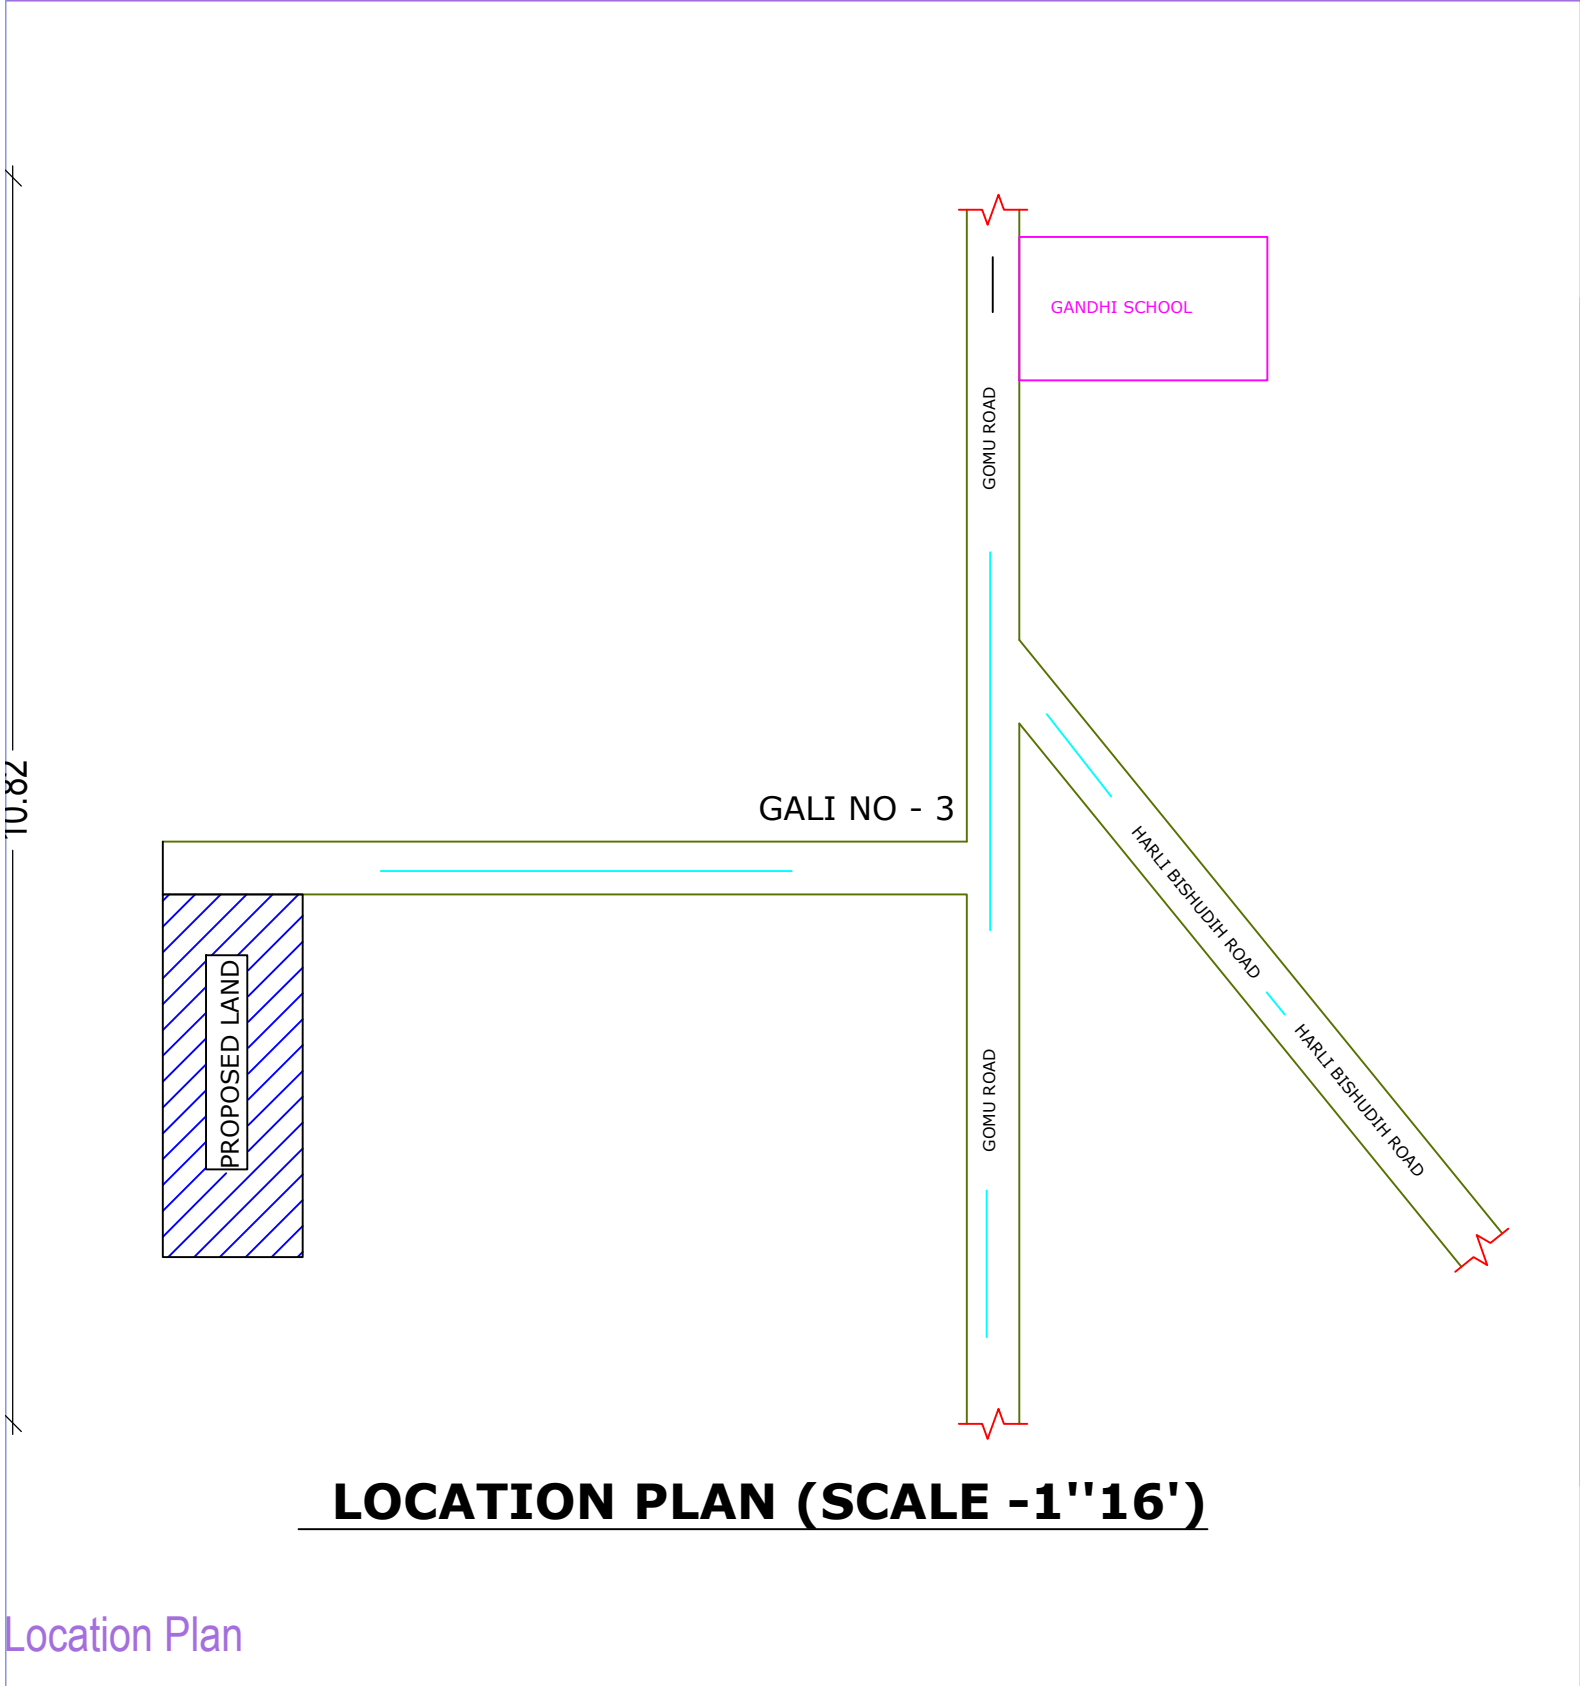 GANDHI SCHOOL
GOMU ROAD
10.82
GALI NO - 3
HARLI BISHUDIH ROAD
PROPOSED LAND
GOMU ROAD
HARLI BISHUDIH ROAD
LOCATION PLAN (SCALE -1''16')
Location Plan